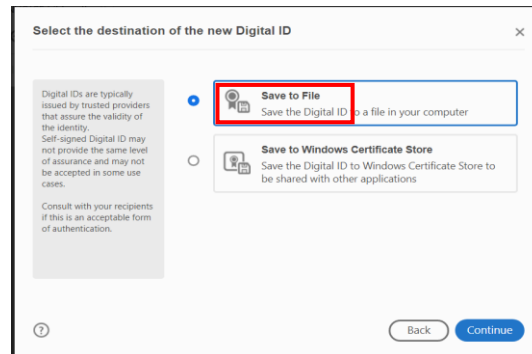 Select the destination of the new Digital ID
Digital IDs are typically
issued by trusted providers
that assure the validity of
the identity.
Self-signed Digital ID may
not provide the same level
of assurance and may not
be accepted in some use
cases.
Consult with your recipients
if this is an acceptable form
of authentication.
Save to File
Save the Digital ID to a file in your computer
Save to Windows Certificate Store
Save the Digital ID to Windows Certificate Store to
be shared with other applications
?
Back
Continue